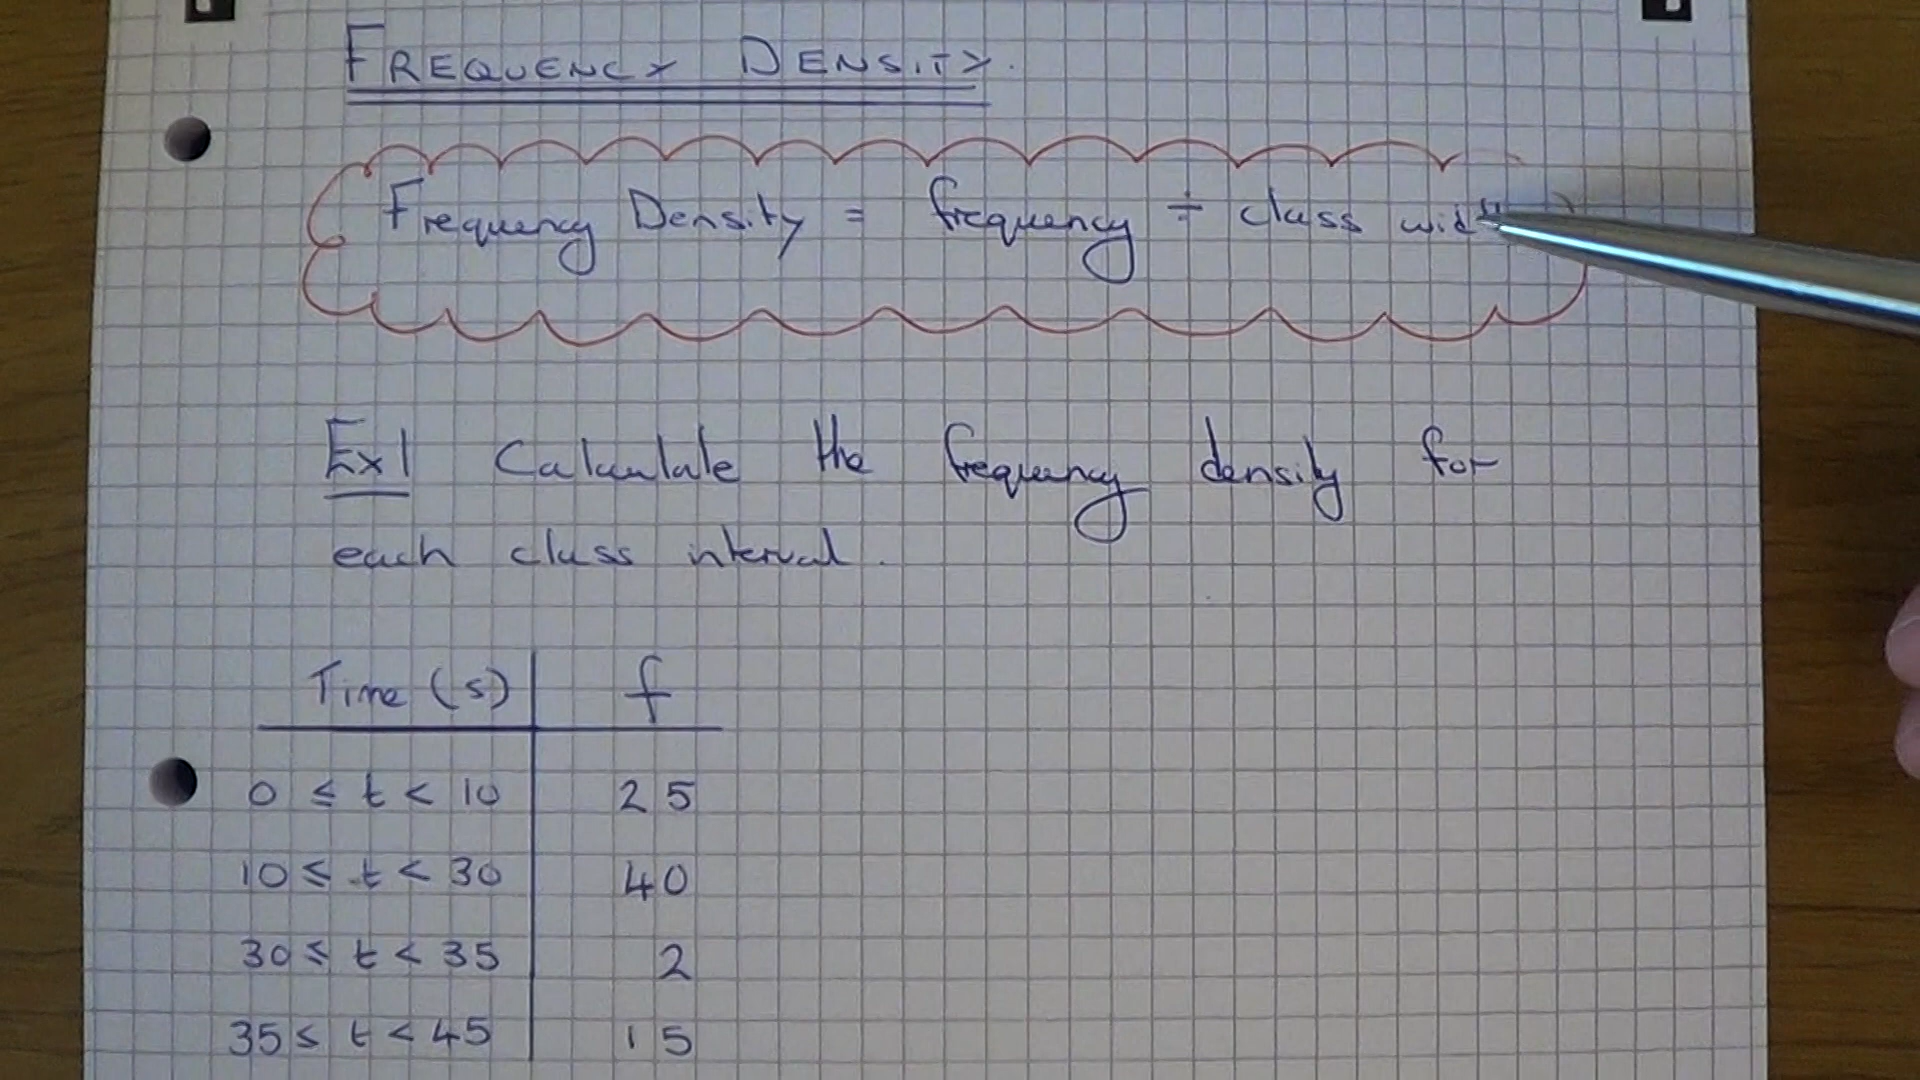 FREQUENCY DENSITY.
Frequency Density = frequency ÷ class
Ex1 Calculate the frequency density for
each class interval.
Time (s) f
0 ≤ t < 10 25
10 ≤ t < 30 40
30 ≤ t < 35 2
35 ≤ t < 45 15